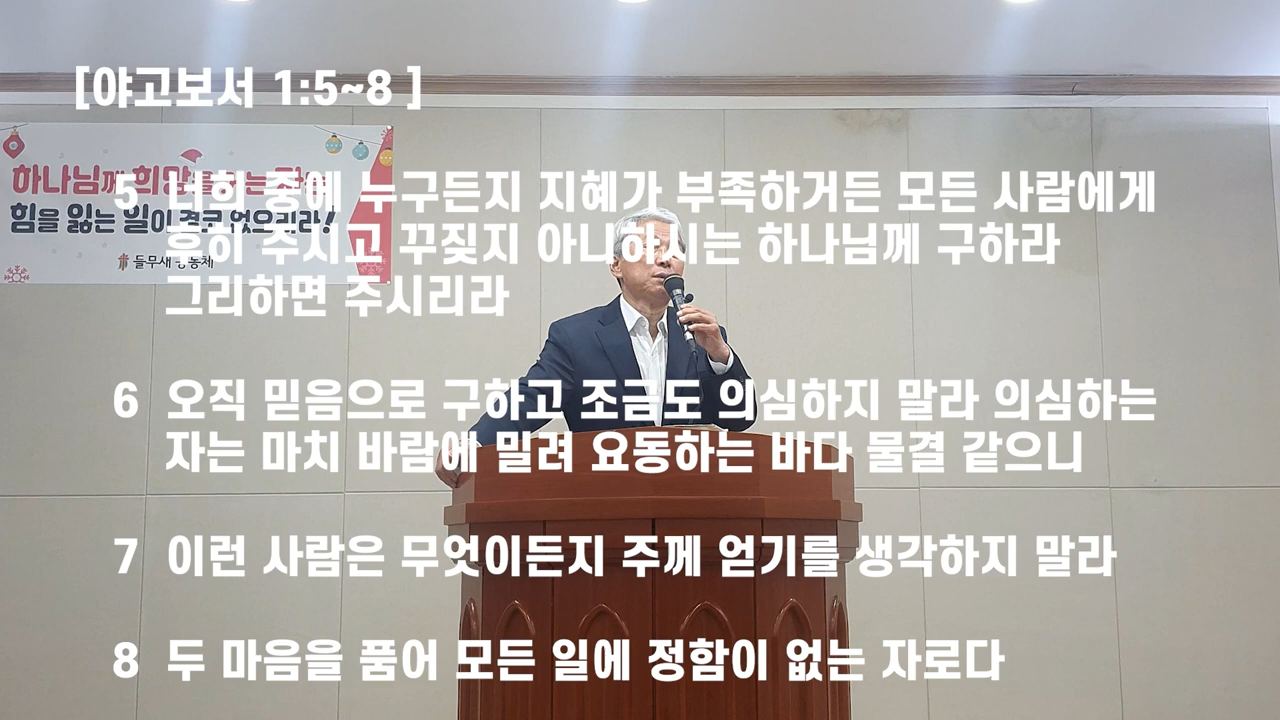 [야고보서 1:5~8 ]
하나님께 희망을
힘을 잃는 일이 결코 없으리라!
들무새 공동체
5 너희 중에 누구든지 지혜가 부족하거든 모든 사람에게
후히 주시고 꾸짖지 아니하시는 하나님께 구하라
그리하면 주시리라
6 오직 믿음으로 구하고 조금도 의심하지 말라 의심하는
자는 마치 바람에 밀려 요동하는 바다 물결 같으니
7 이런 사람은 무엇이든지 주께 얻기를 생각하지 말라
8 두 마음을 품어 모든 일에 정함이 없는 자로다